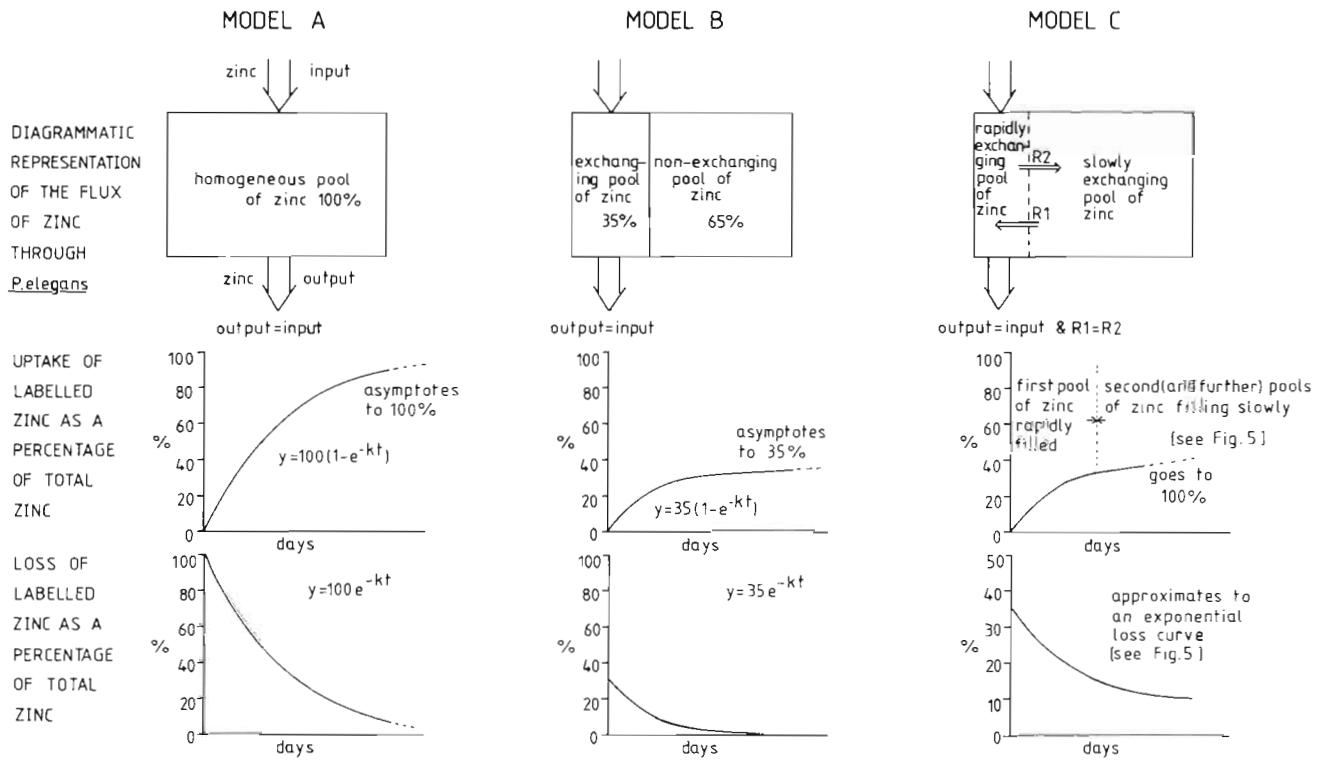 MODEL A
MODEL B
MODEL C
DIAGRAMMATIC
REPRESENTATION
OF THE FLUX
OF ZINC
THROUGH
P.elegans
zinc input
homogeneous pool
of zinc 100%
zinc output
output=input
exchang-
ing pool
of zinc
35%
non-exchanging
pool of
zinc
65%
output=input
rapidly
exchan-
ging
pool
of
zinc
R2
R1
slowly
exchanging
pool of
zinc
output=input & R1=R2
UPTAKE OF
LABELLED
ZINC AS A
PERCENTAGE
OF TOTAL
ZINC
100
80
60
%
40
20
0
asymptotes
to 100%
y=100(1-e^-kt)
days
100
80
60
%
40
20
0
asymptotes
to 35%
y=35(1-e^-kt)
days
100
80
60
%
40
20
0
first pool
of zinc
rapidly
filled
second(and further) pools
of zinc filling slowly
(see Fig.5)
goes to
100%
days
LOSS OF
LABELLED
ZINC AS A
PERCENTAGE
OF TOTAL
ZINC
100
80
60
%
40
20
0
y=100e^-kt
days
100
80
60
%
40
20
0
y=35e^-kt
days
50
40
30
%
20
10
0
approximates to
an exponential
loss curve
(see Fig.5)
days